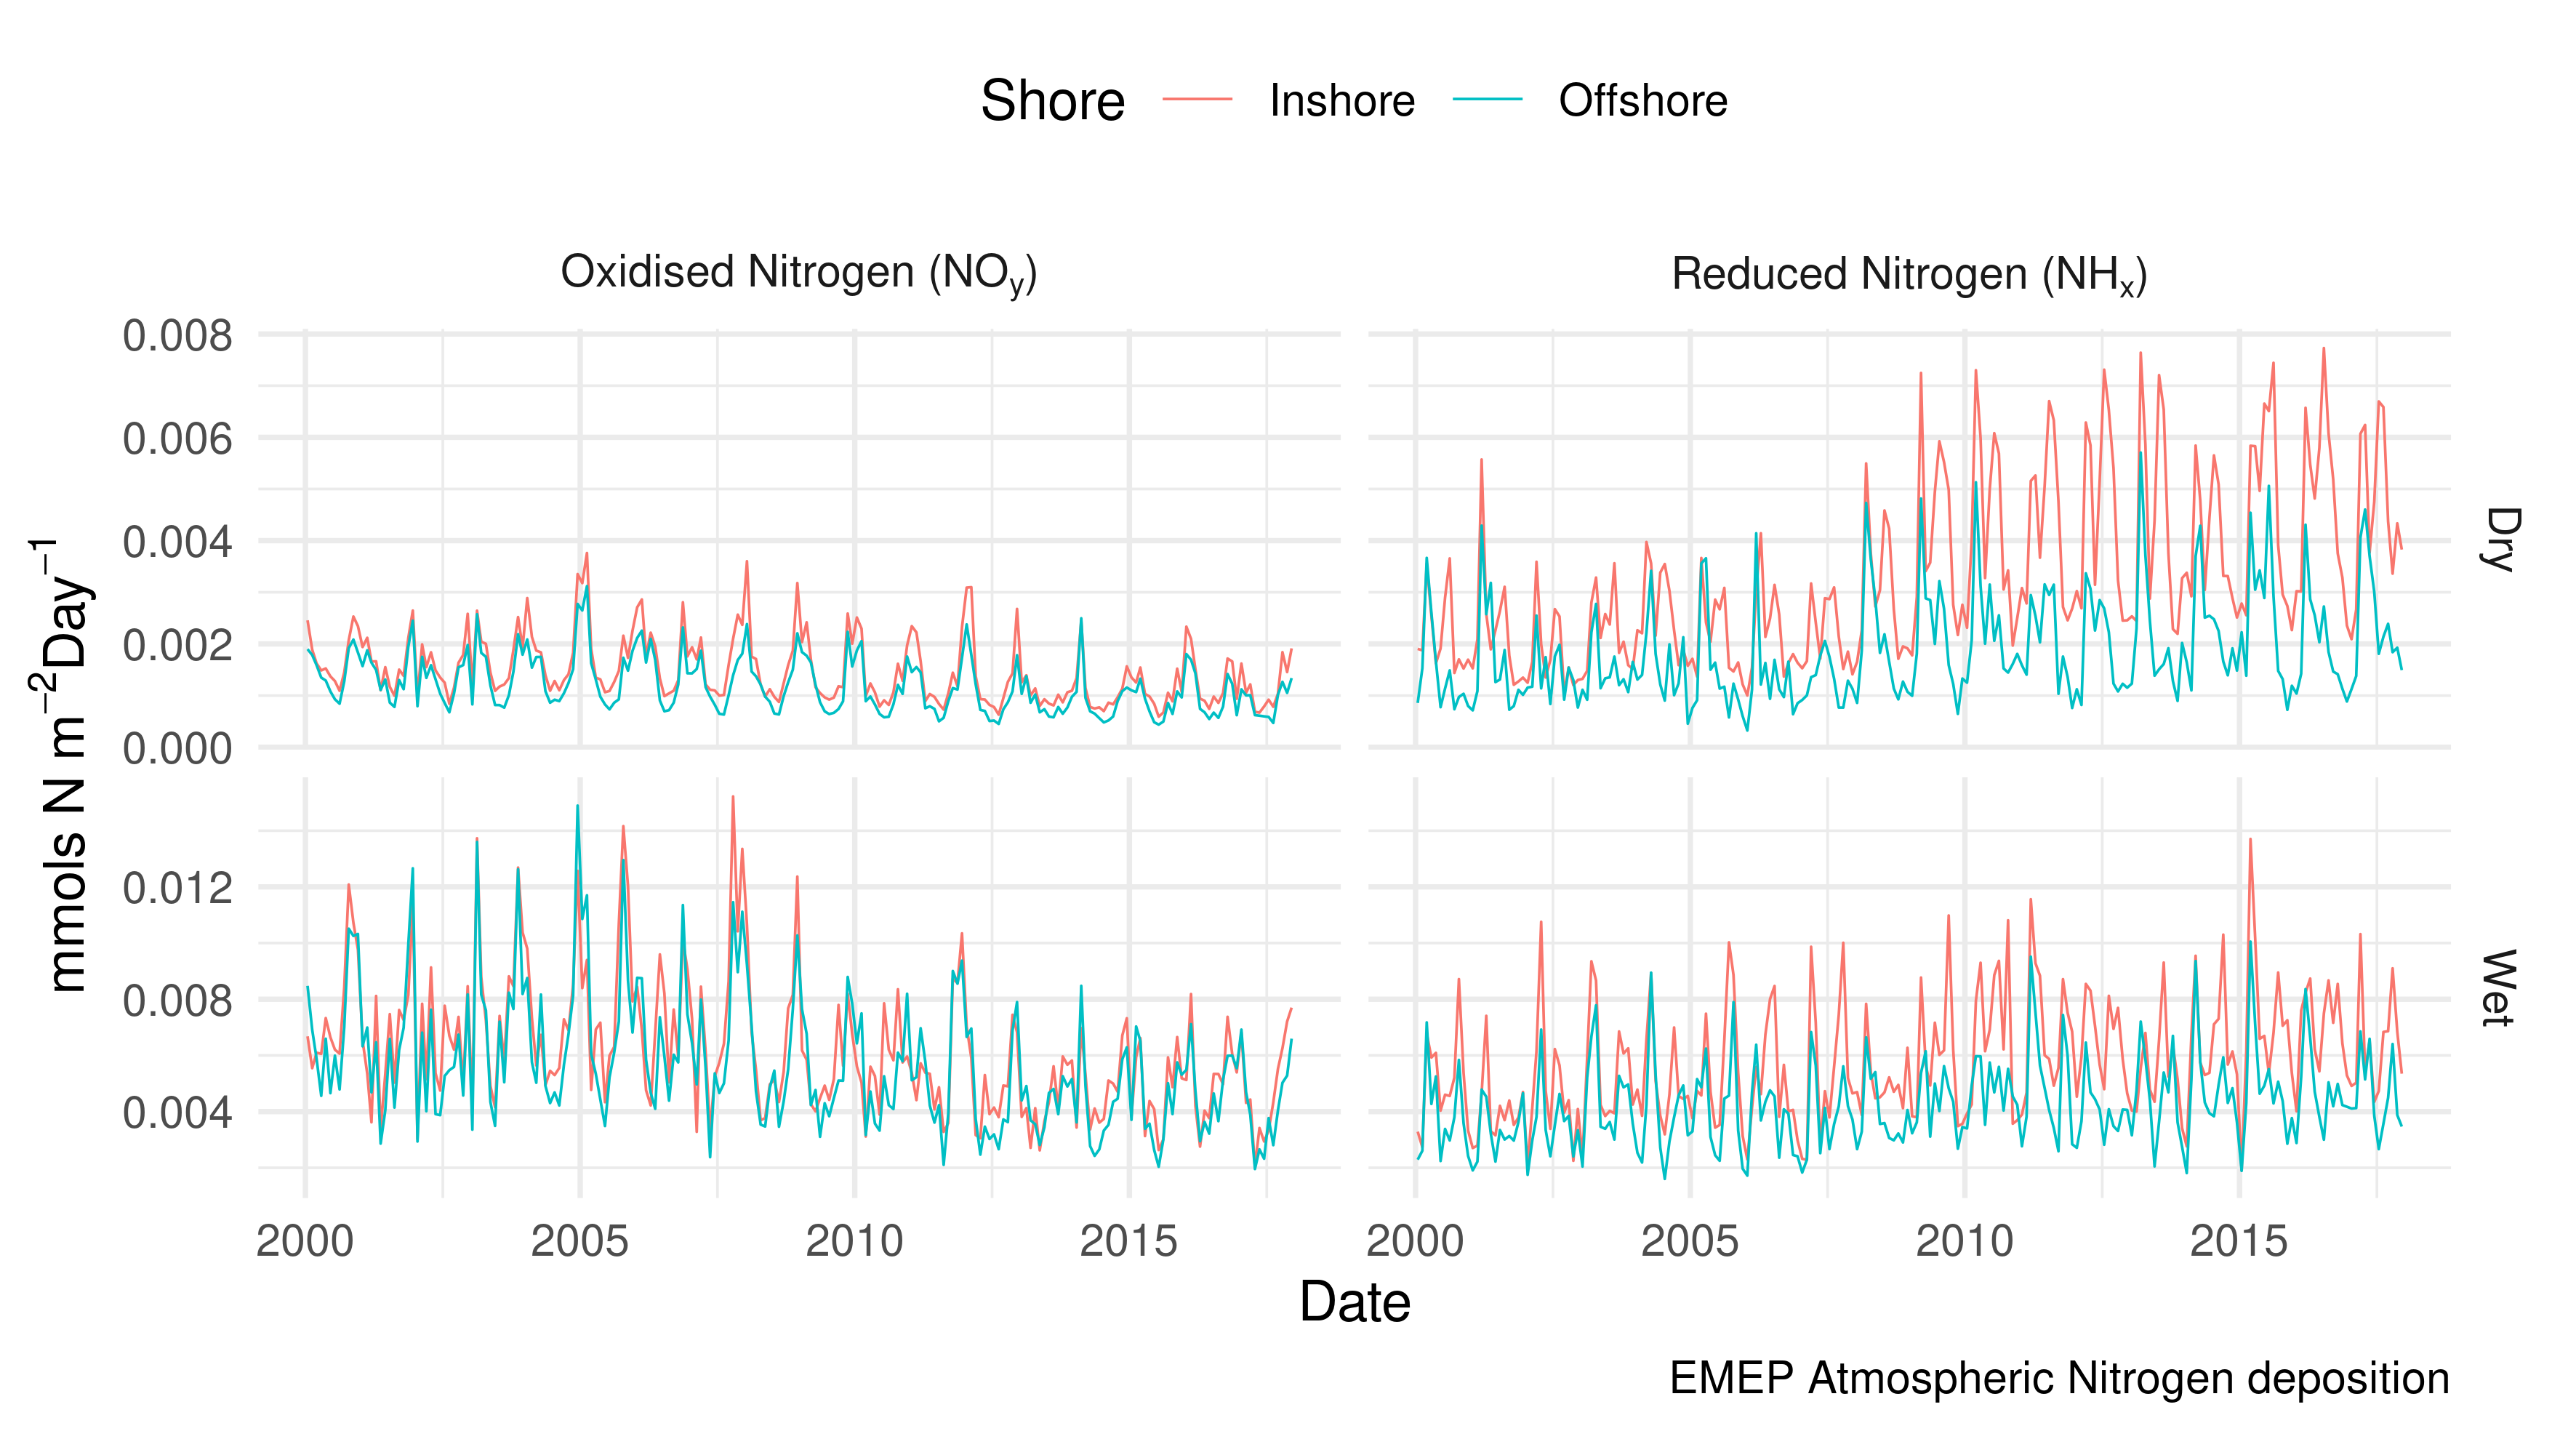 Shore Inshore Offshore
Oxidised Nitrogen (NOy) Reduced Nitrogen (NHx)
mmols N m−2Day−1
0.008
0.006
0.004
0.002
0.000
Dry
0.012
0.008
0.004
Wet
2000 2005 2010 2015 2000 2005 2010 2015
Date
EMEP Atmospheric Nitrogen deposition